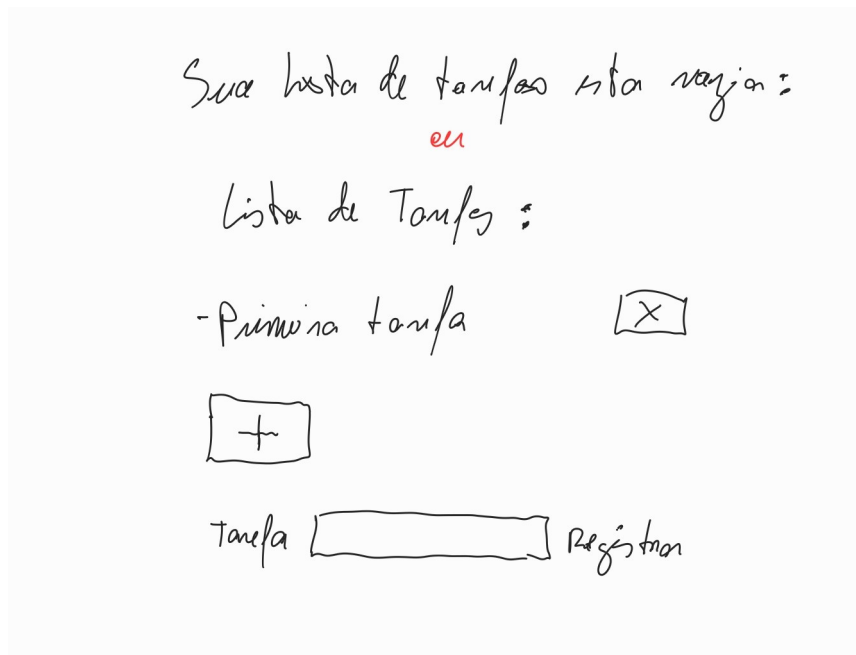 Sua lista de tarefas esta vazia:
ou
Lista de Tarefas:
- Primeira tarefa X
+
Tarefa Registrar